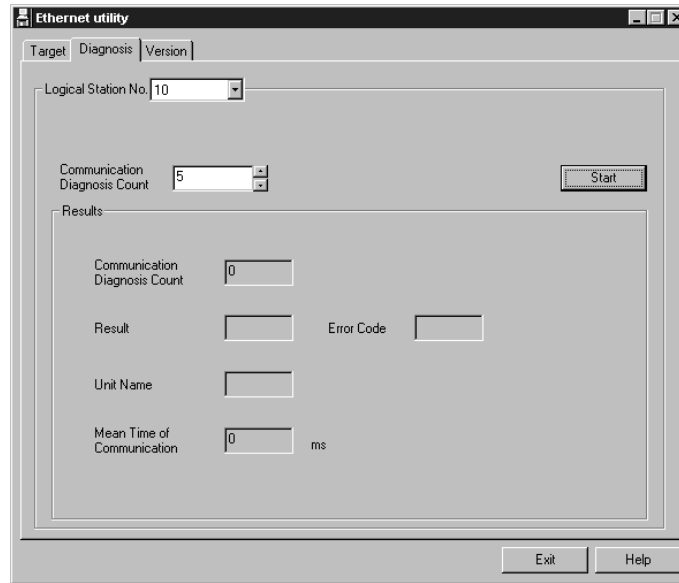 Ethernet utility
Target Diagnosis Version
Logical Station No. 10
Communication
Diagnosis Count 5
Start
Results
Communication
Diagnosis Count 0
Result Error Code
Unit Name
Mean Time of
Communication 0 ms
Exit Help